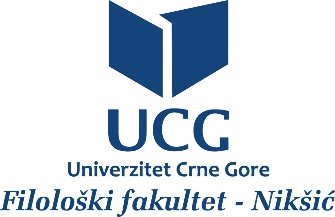 UCG
Univerzitet Crne Gore
Filološki fakultet - Nikšić